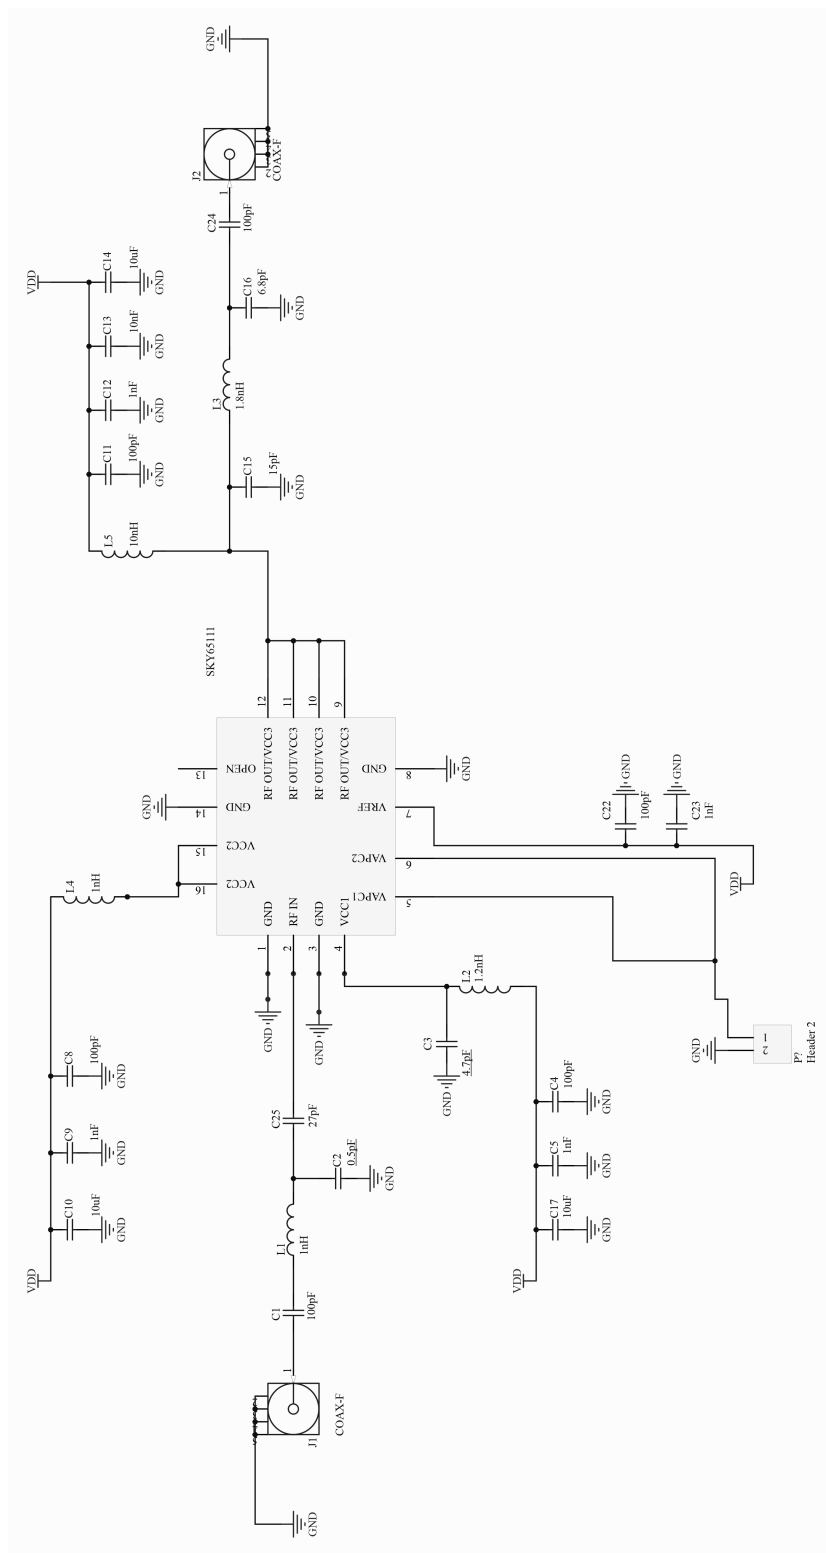 GND
J2
COAX-F
1
C24
100pF
VDD
C14
10uF
GND
C16
6.8pF
GND
C13
10nF
GND
C12
1nF
GND
L3
1.8nH
C11
100pF
GND
C15
15pF
GND
L5
10nH
SKY65111
12
11
10
9
RF OUT/VCC3
RF OUT/VCC3
RF OUT/VCC3
RF OUT/VCC3
13
OPEN
GND
8
GND
GND
14
GND
VREF
7
15
VCC2
VAPC2
6
16
VCC2
VAPC1
5
GND
RF IN
GND
VCC1
1
2
3
4
C22
100pF
GND
C23
1nF
GND
VDD
L4
1nH
L2
1.2nH
GND
GND
C3
4.7pF
GND
GND
1
2
P?
Header 2
C8
100pF
GND
C9
1nF
GND
C10
10uF
GND
VDD
C25
27pF
C2
0.5pF
GND
L1
1nH
C1
100pF
C4
100pF
GND
C5
1nF
GND
C17
10uF
GND
VDD
1
J1
COAX-F
GND